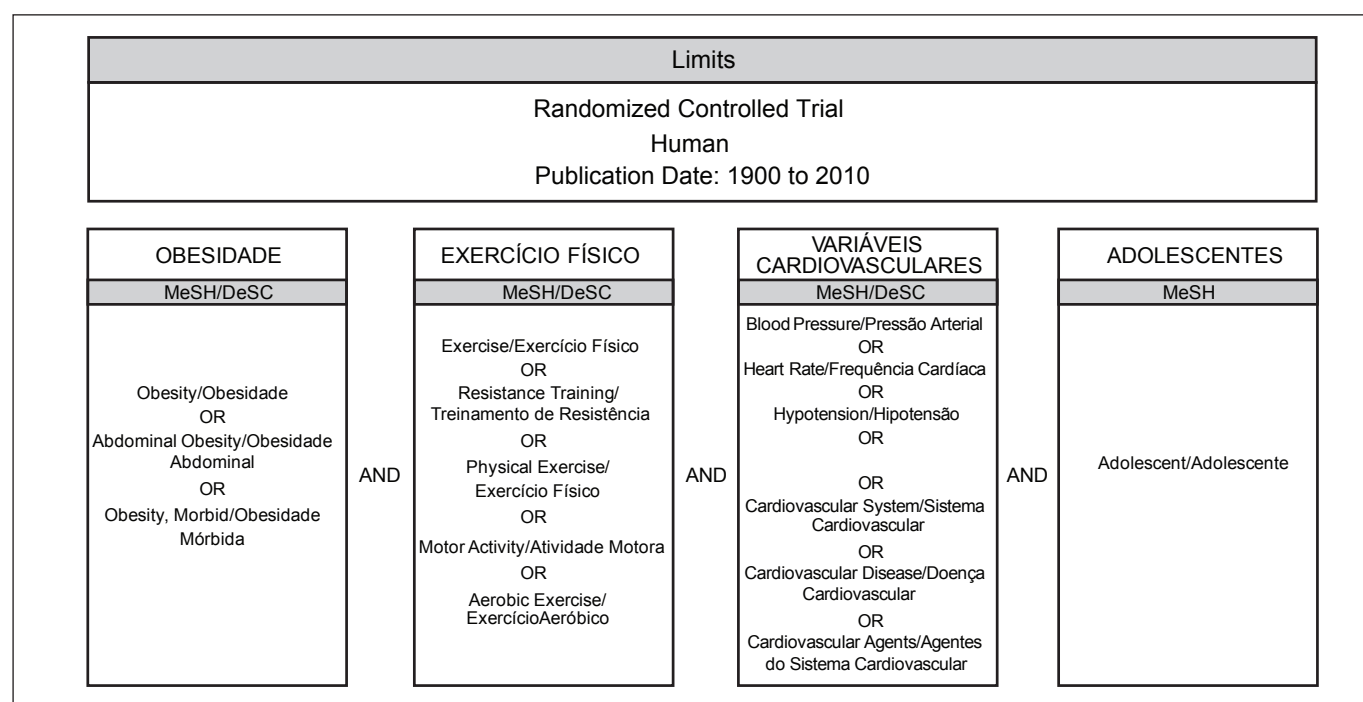 Limits
Randomized Controlled Trial
Human
Publication Date: 1900 to 2010
OBESIDADE
MeSH/DeSC
Obesity/Obesidade
OR
Abdominal Obesity/Obesidade
Abdominal
OR
Obesity, Morbid/Obesidade
Mórbida
AND
EXERCÍCIO FÍSICO
MeSH/DeSC
Exercise/Exercício Físico
OR
Resistance Training/
Treinamento de Resistência
OR
Physical Exercise/
Exercício Físico
OR
Motor Activity/Atividade Motora
OR
Aerobic Exercise/
ExercícioAeróbico
AND
VARIÁVEIS
CARDIOVASCULARES
MeSH/DeSC
Blood Pressure/Pressão Arterial
OR
Heart Rate/Frequência Cardíaca
OR
Hypotension/Hipotensão
OR
OR
Cardiovascular System/Sistema
Cardiovascular
OR
Cardiovascular Disease/Doença
Cardiovascular
OR
Cardiovascular Agents/Agentes
do Sistema Cardiovascular
AND
ADOLESCENTES
MeSH
Adolescent/Adolescente